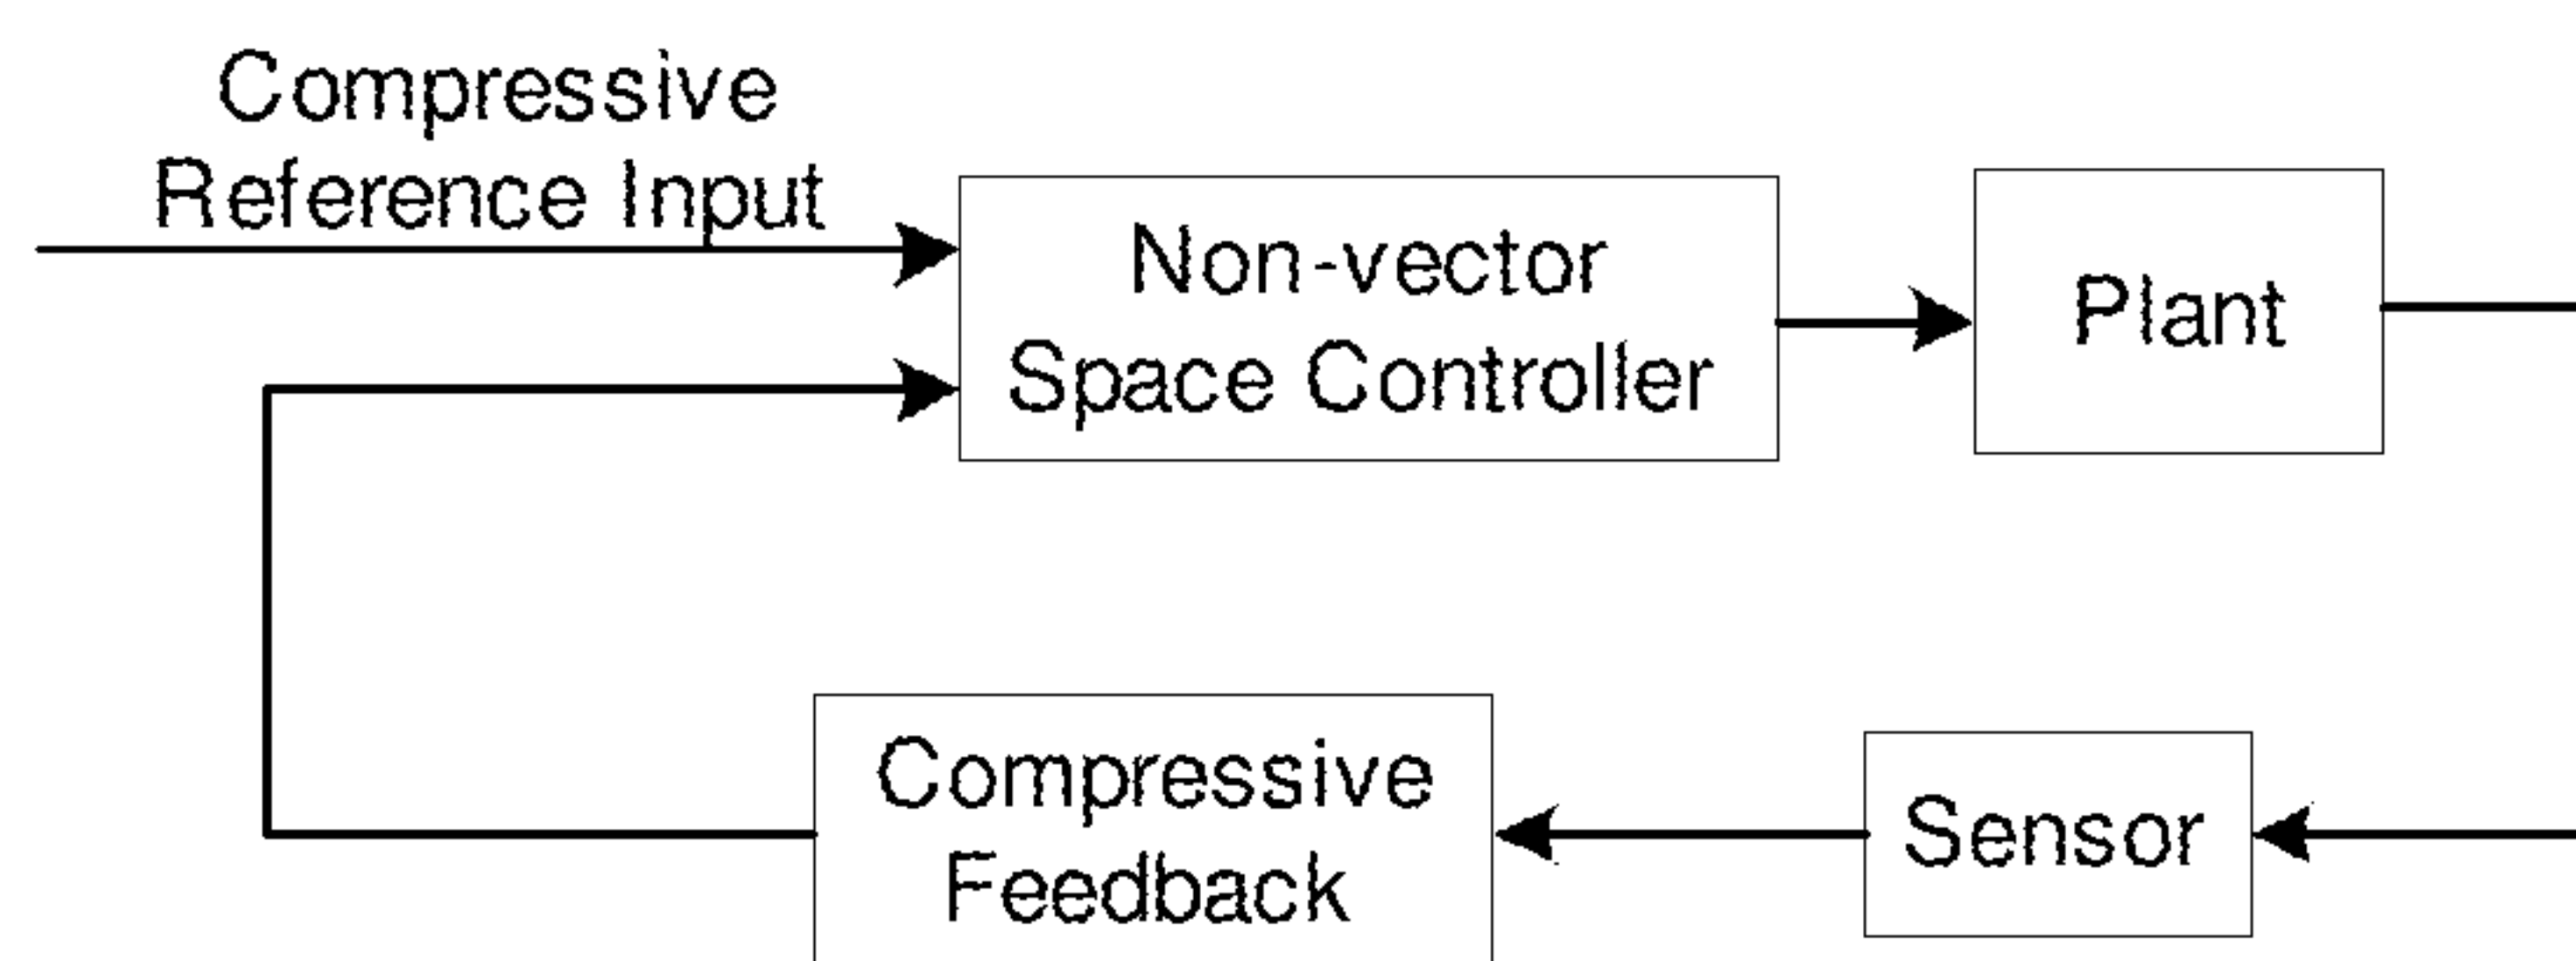 Compressive
Reference Input
Non-vector
Space Controller
Plant
Compressive
Feedback
Sensor